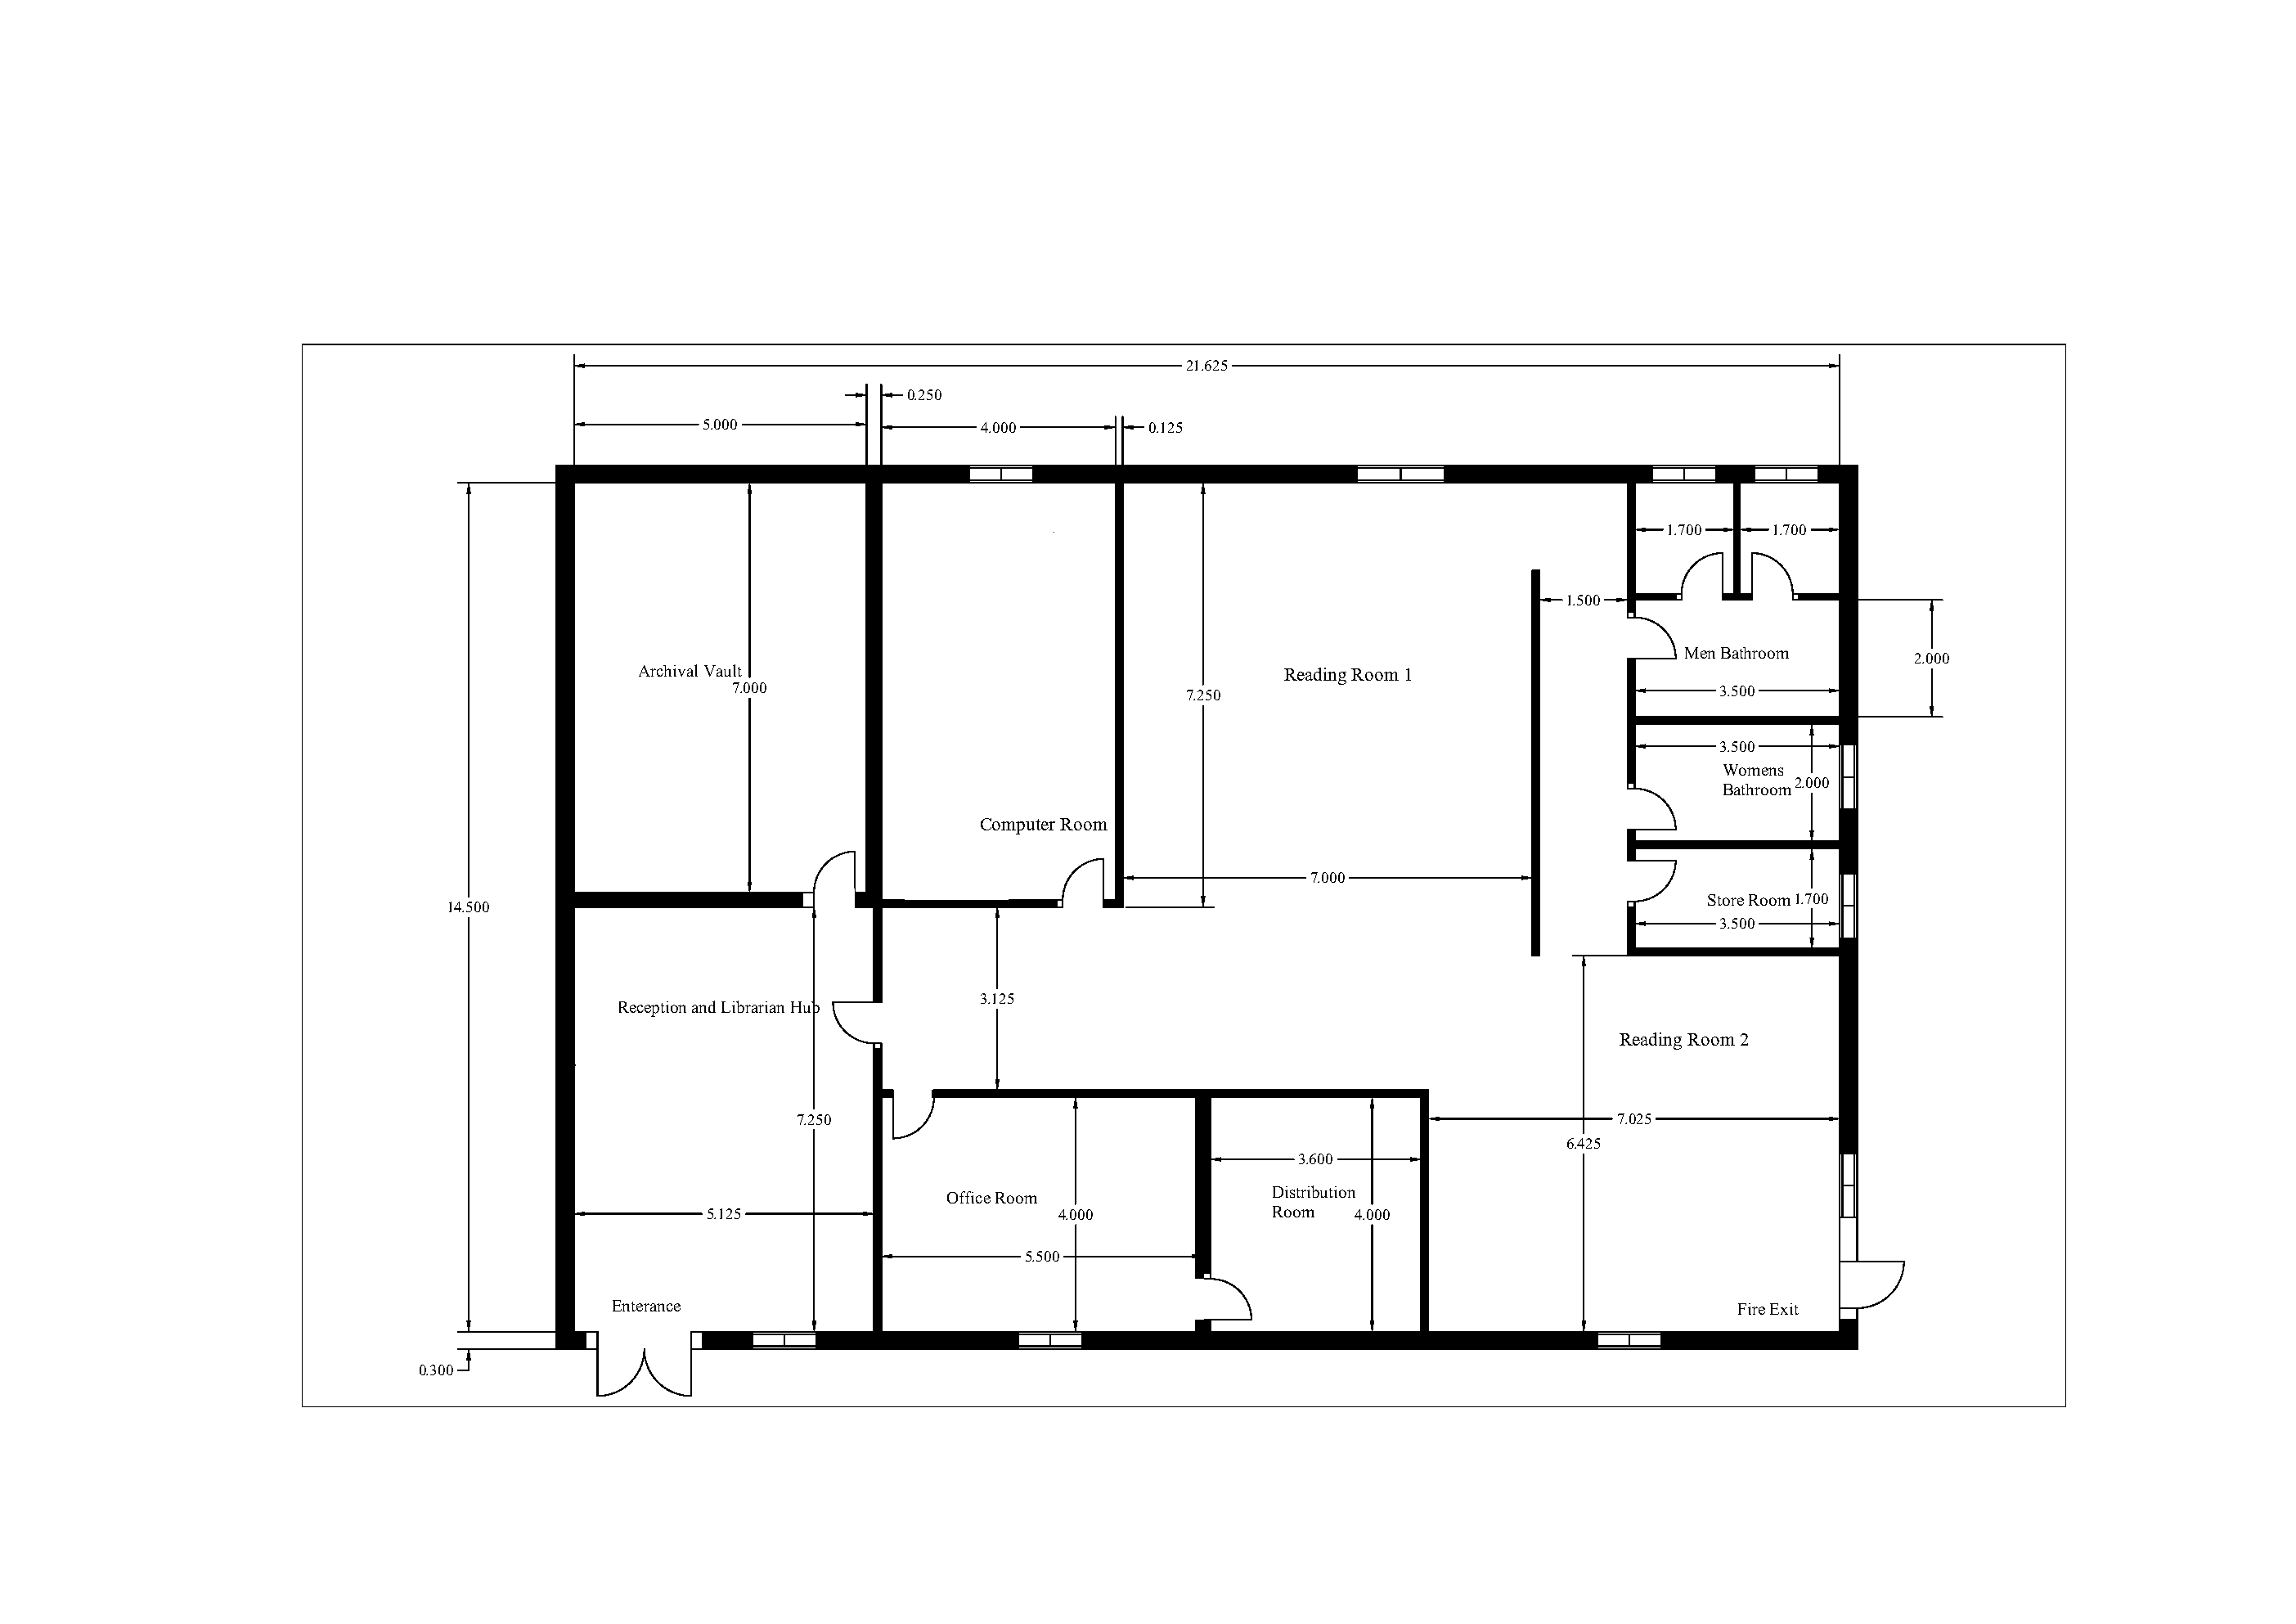 21.625
0.250
5.000
4.000
0.125
1.700
1.700
1.500
Men Bathroom
2.000
Archival Vault
7.000
Reading Room 1
7.250
3.500
3.500
Womens
Bathroom
2.000
Computer Room
7.000
Store Room
1.700
3.500
14.500
3.125
Reception and Librarian Hub
Reading Room 2
7.250
7.025
6.425
3.600
Distribution
Room
4.000
Office Room
4.000
5.125
5.500
Enterance
Fire Exit
0.300